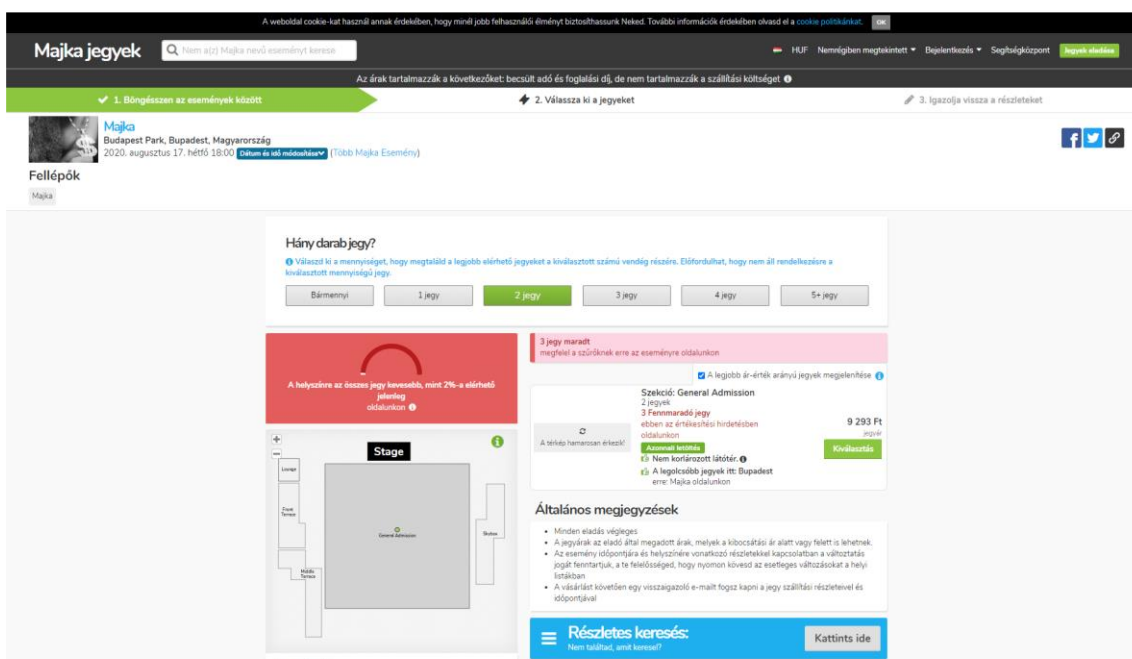 A weboldal cookie-kat használ annak érdekében, hogy minél jobb felhasználói élményt biztosíthassunk Neked. További információk érdekében olvasd el a cookie politikánkat. OK
Majka jegyek
Nem a(z) Majka nevű eseményt kerese
HUF Nemrégiben megtekintett Bejelentkezés Segítségközpont Jegyek eladása
Az árak tartalmazzák a következőket: becsült adó és foglalási díj, de nem tartalmazzák a szállítási költséget
1. Böngésszen az események között
2. Válassza ki a jegyeket
3. Igazolja vissza a részleteket
Majka
Budapest Park, Bupadest, Magyarország
2020. augusztus 17. hétfő 18:00 Dátum és idő módosítása (Több Majka Esemény)
Fellépők
Majka
Hány darab jegy?
Válaszd ki a mennyiséget, hogy megtaláld a legjobb elérhető jegyeket a kiválasztott számú vendég részére. Előfordulhat, hogy nem áll rendelkezésre a
kiválasztott mennyiségű jegy.
Bármennyi 1 jegy 2 jegy 3 jegy 4 jegy 5+ jegy
A helyszínre az összes jegy kevesebb, mint 2%-a elérhető
jelenleg
oldalunkon
Stage
Lounge
Front
Terrace
General Admission
Skybox
Middle
Terrace
3 jegy maradt
megfelel a szűrőknek erre az eseményre oldalunkon
A legjobb ár-érték arányú jegyek megjelenítése
A térkép hamarosan érkezik!
Szekció: General Admission
2 jegyek
3 Fennmaradó jegy
ebben az értékesítési hirdetésben
oldalunkon
Azonnali letöltés
Nem korlározott látótér.
A legolcsóbb jegyek itt: Bupadest
erre: Majka oldalunkon
9 293 Ft
jegyár
Kiválasztás
Általános megjegyzések
Minden eladás végleges
A jegyárak az eladó által megadott árak, melyek a kibocsátási ár alatt vagy felett is lehetnek.
Az esemény időpontjára és helyszínére vonatkozó részletekkel kapcsolatban a változtatás
jogát fenntartjuk, a te felelősséged, hogy nyomon kövesd az esetleges változásokat a helyi
listákban
A vásárlást követően egy visszaigazoló e-mailt fogsz kapni a jegy szállítási részleteivel és
időpontjával
Részletes keresés:
Nem találtad, amit keresel?
Kattints ide